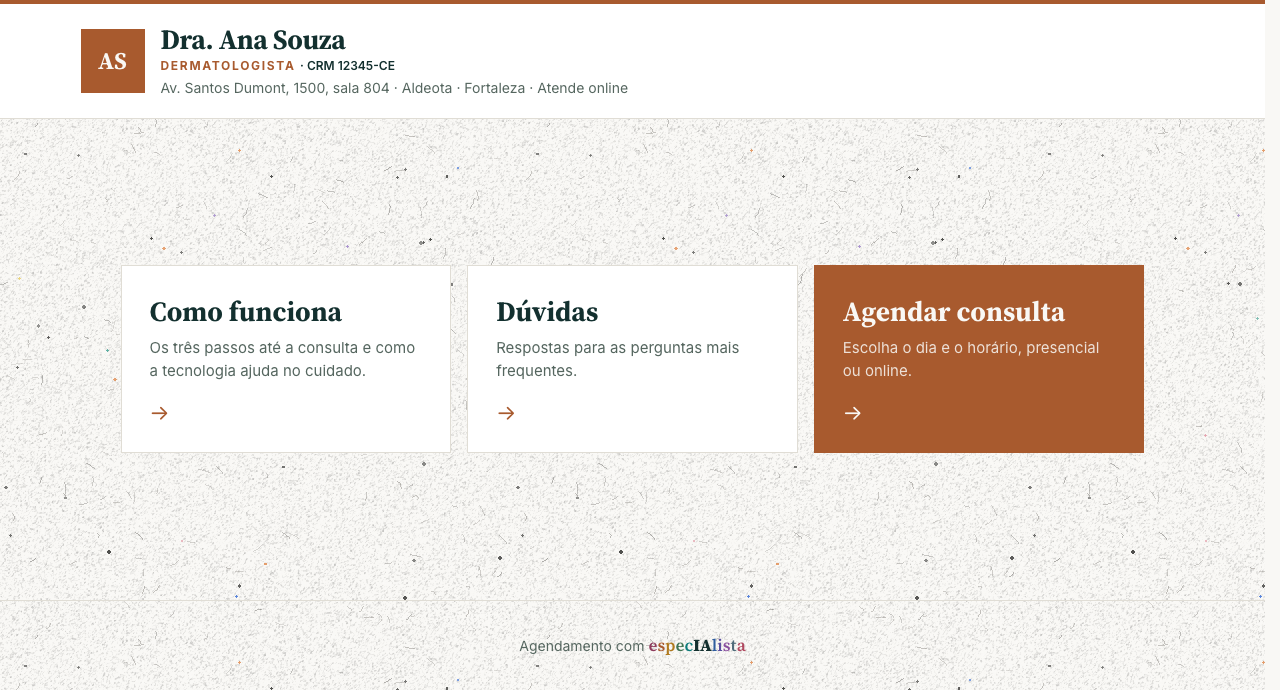 AS
Dra. Ana Souza
DERMATOLOGISTA · CRM 12345-CE
Av. Santos Dumont, 1500, sala 804 · Aldeota · Fortaleza · Atende online
Como funciona
Os três passos até a consulta e como
a tecnologia ajuda no cuidado.
→
Dúvidas
Respostas para as perguntas mais
frequentes.
→
Agendar consulta
Escolha o dia e o horário, presencial
ou online.
→
Agendamento com especIAlista